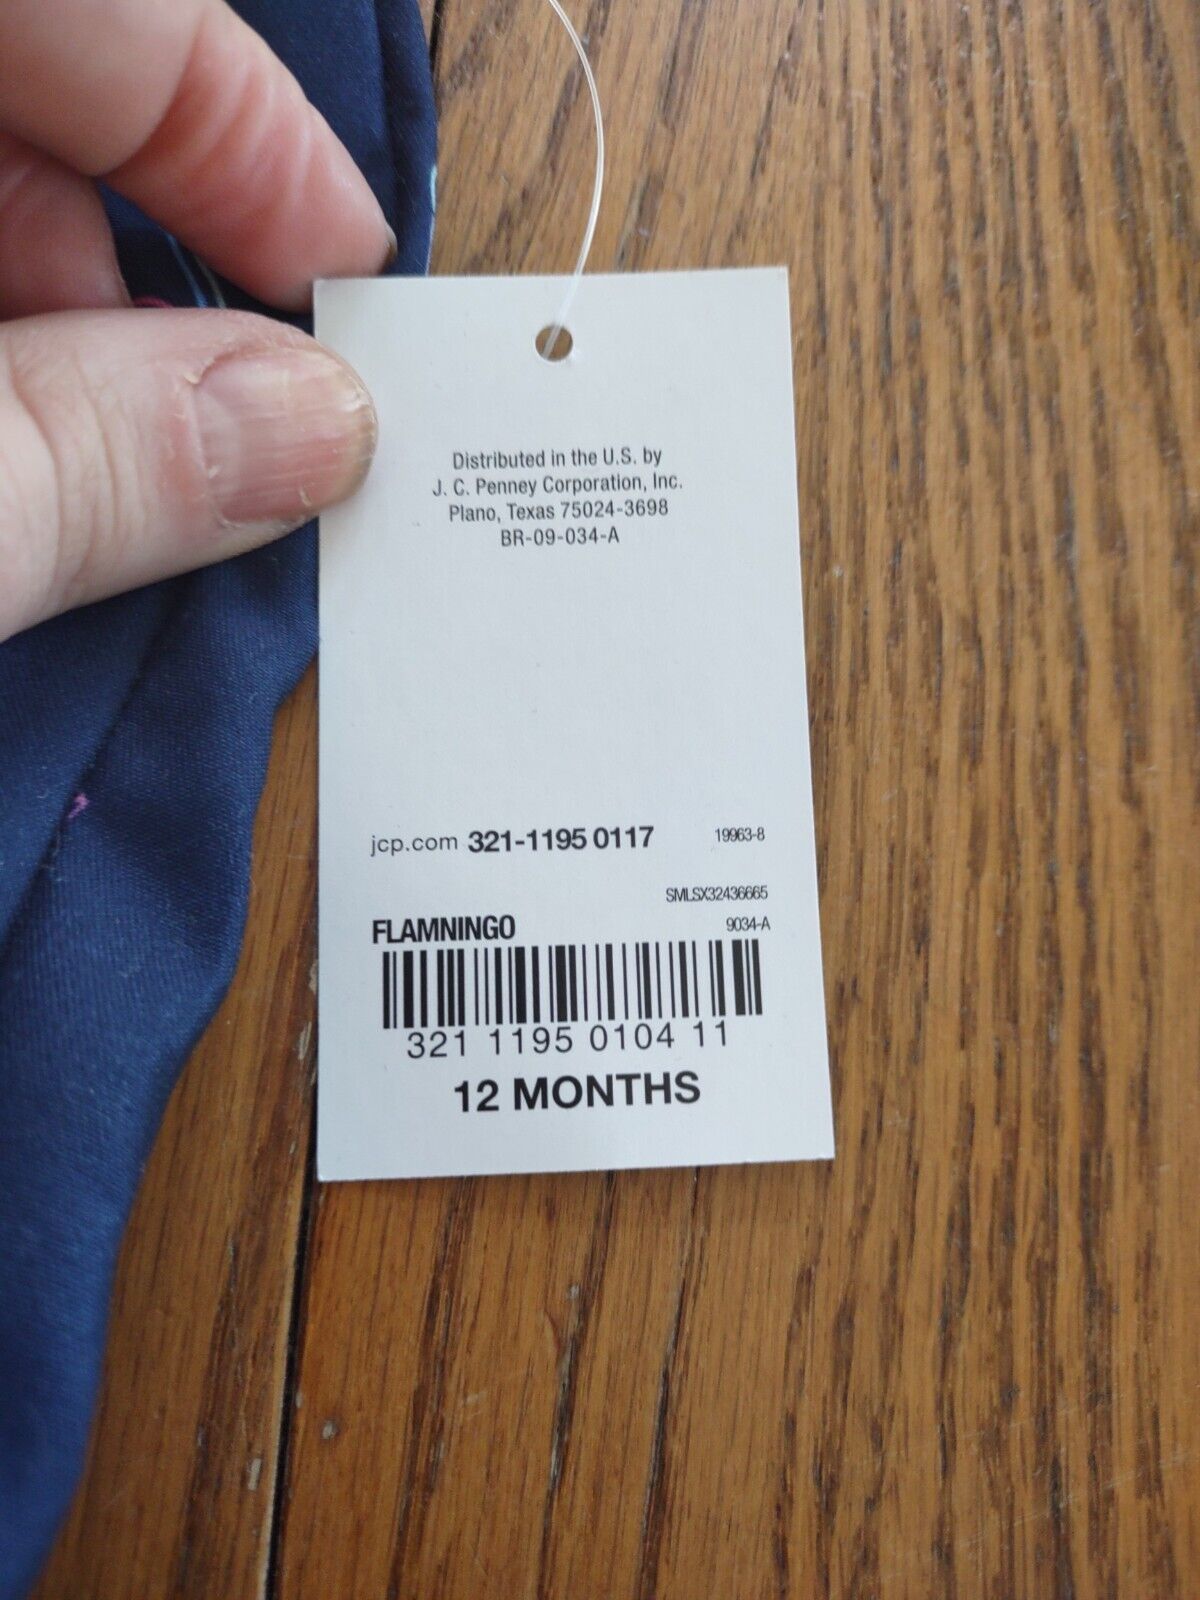 Distributed in the U.S. by
J. C. Penney Corporation, Inc.
Plano, Texas 75024-3698
BR-09-034-A
jcp.com 321-1195 0117 19963-8
SMLSX32436665
FLAMNINGO 9034-A
321 1195 0104 11
12 MONTHS